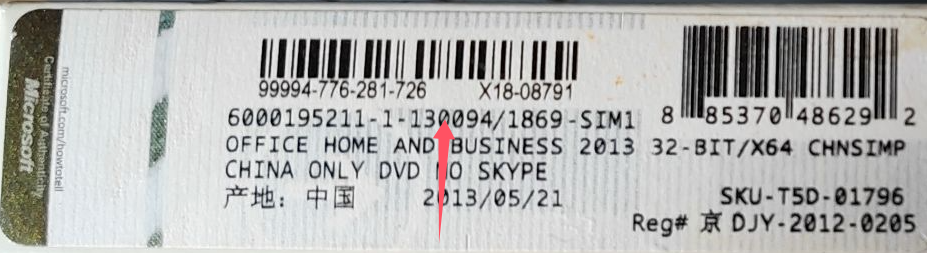 microsoft.com/howtotell
Certificate of Authenticity
Microsoft
99994-776-281-726 X18-08791
6000195211-1-130094/1869-SIM1
8 85370 48629 2
OFFICE HOME AND BUSINESS 2013 32-BIT/X64 CHNSIMP
CHINA ONLY DVD NO SKYPE
产地：中国 2013/05/21
SKU-T5D-01796
Reg# 京 DJY-2012-0205